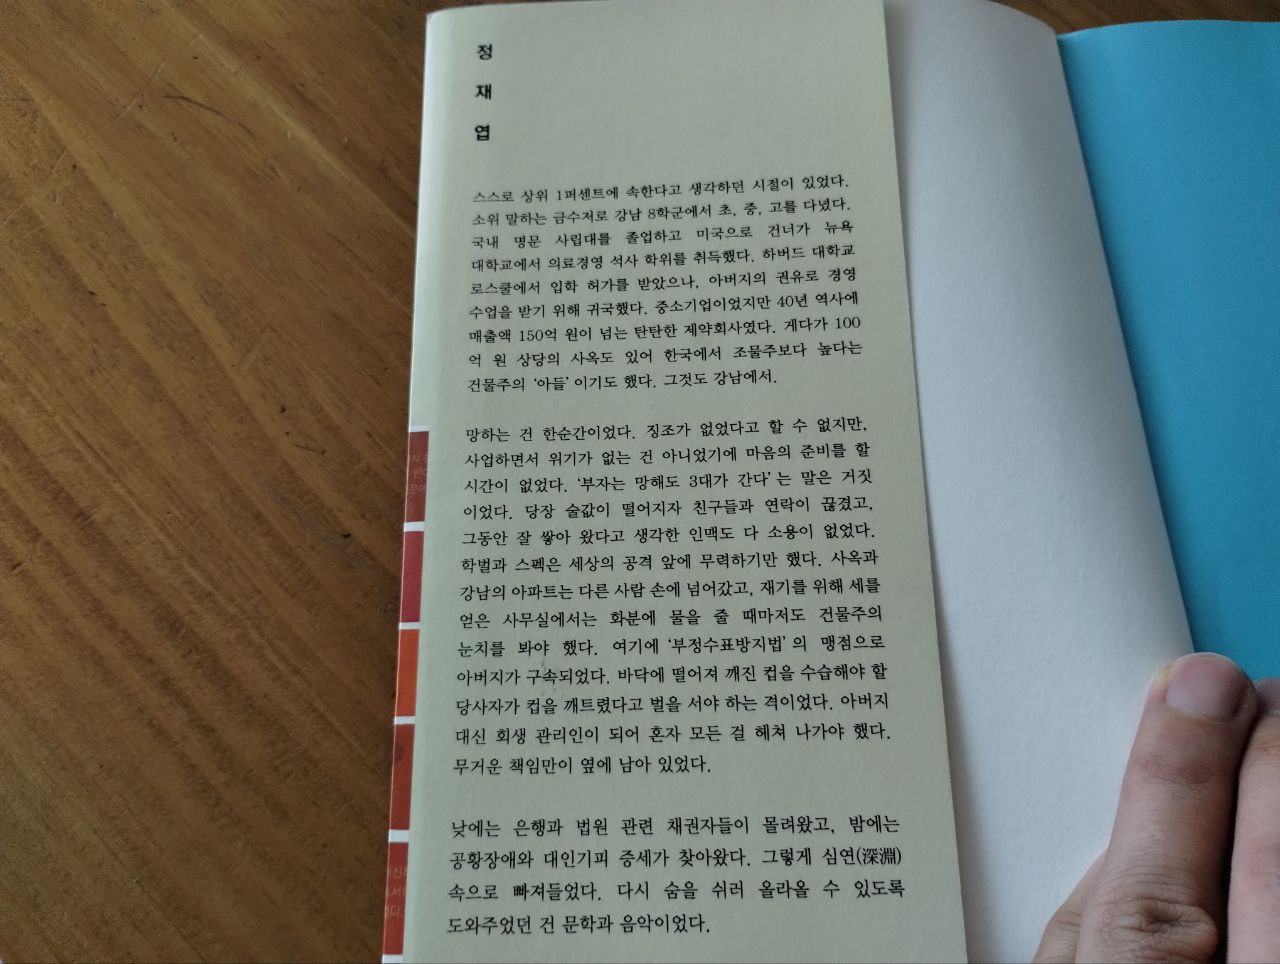 정
재
엽
스스로 상위 1퍼센트에 속한다고 생각하던 시절이 있었다.
소위 말하는 금수저로 강남 8학군에서 초, 중, 고를 다녔다.
국내 명문 사립대를 졸업하고 미국으로 건너가 뉴욕
대학교에서 의료경영 석사 학위를 취득했다. 하버드 대학교
로스쿨에서 입학 허가를 받았으나, 아버지의 권유로 경영
수업을 받기 위해 귀국했다. 중소기업이었지만 40년 역사에
매출액 150억 원이 넘는 탄탄한 제약회사였다. 게다가 100
억 원 상당의 사옥도 있어 한국에서 조물주보다 높다는
건물주의 '아들'이기도 했다. 그것도 강남에서.
망하는 건 한순간이었다. 징조가 없었다고 할 수 없지만,
사업하면서 위기가 없는 건 아니었기에 마음의 준비를 할
시간이 없었다. '부자는 망해도 3대가 간다'는 말은 거짓
이었다. 당장 술값이 떨어지자 친구들과 연락이 끊겼고,
그동안 잘 쌓아 왔다고 생각한 인맥도 다 소용이 없었다.
학벌과 스펙은 세상의 공격 앞에 무력하기만 했다. 사옥과
강남의 아파트는 다른 사람 손에 넘어갔고, 재기를 위해 세를
얻은 사무실에서는 화분에 물을 줄 때마저도 건물주의
눈치를 봐야 했다. 여기에 '부정수표방지법'의 맹점으로
아버지가 구속되었다. 바닥에 떨어져 깨진 컵을 수습해야 할
당사자가 컵을 깨트렸다고 벌을 서야 하는 격이었다. 아버지
대신 회생 관리인이 되어 혼자 모든 걸 헤쳐 나가야 했다.
무거운 책임만이 옆에 남아 있었다.
낮에는 은행과 법원 관련 채권자들이 몰려왔고, 밤에는
공황장애와 대인기피 증세가 찾아왔다. 그렇게 심연(深淵)
속으로 빠져들었다. 다시 숨을 쉬러 올라올 수 있도록
도와주었던 건 문학과 음악이었다.